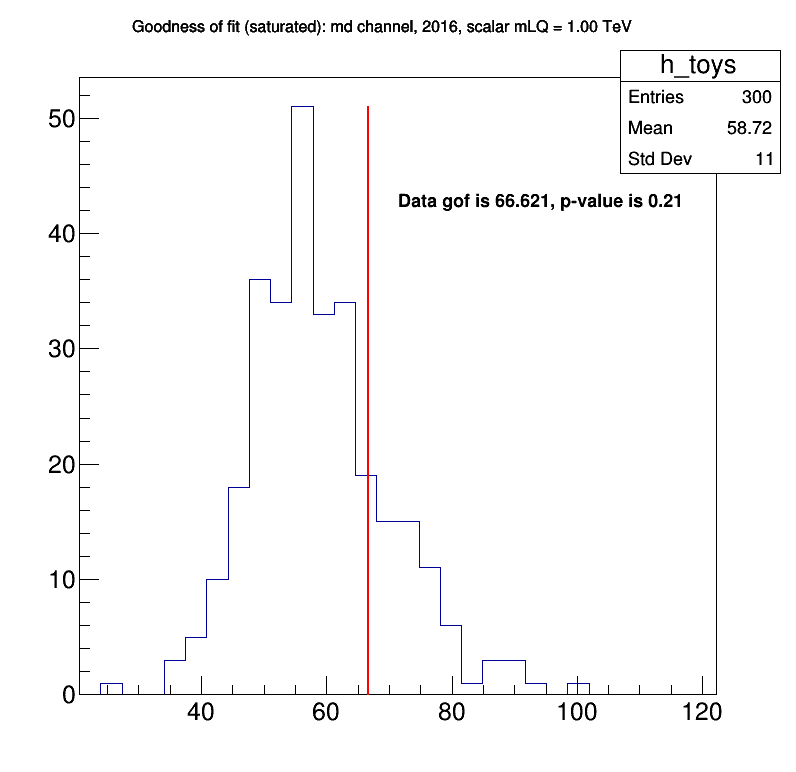 Goodness of fit (saturated): md channel, 2016, scalar mLQ = 1.00 TeV
h_toys
Entries 300
Mean 58.72
Std Dev 11
Data gof is 66.621, p-value is 0.21
50
40
30
20
10
0
40 60 80 100 120